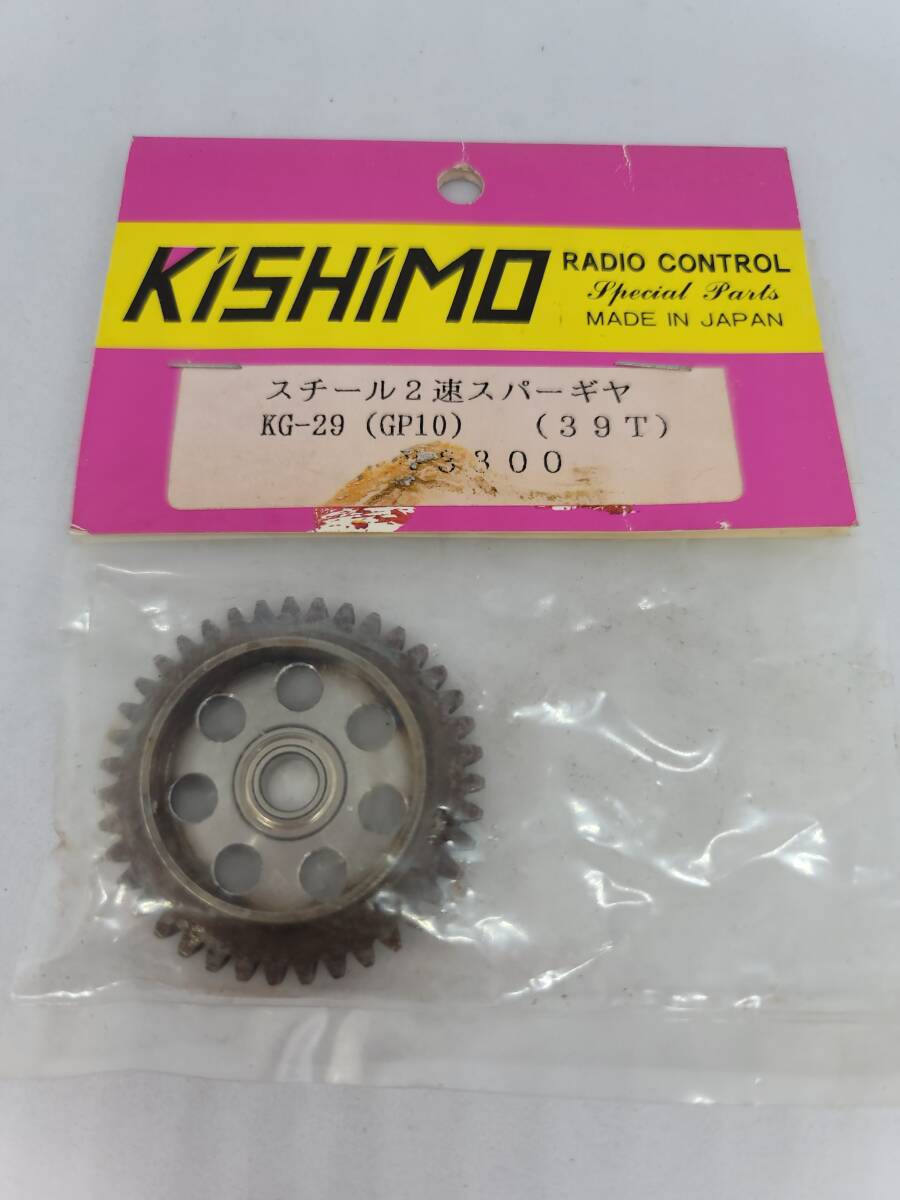 KiSHiMO
RADIO CONTROL
Special Parts
MADE IN JAPAN
スチール2速スパーギヤ
KG-29 (GP10) (39T)
¥3300